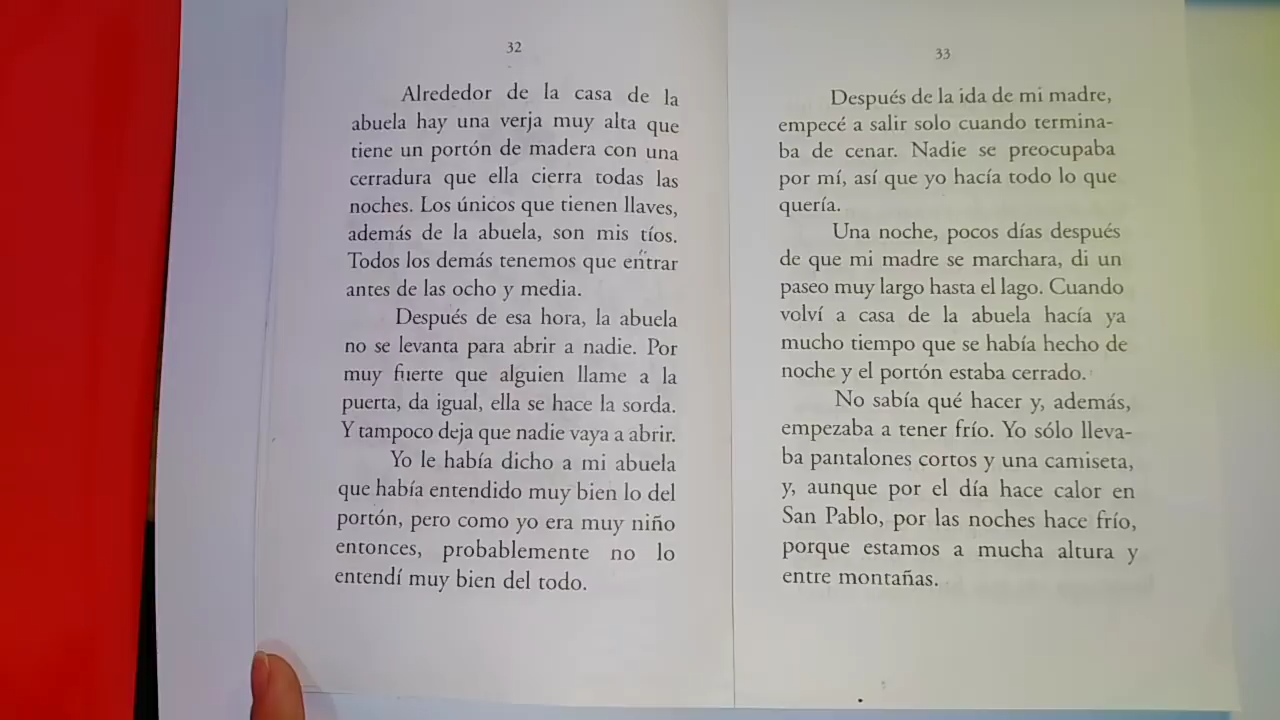 32
Alrededor de la casa de la
abuela hay una verja muy alta que
tiene un portón de madera con una
cerradura que ella cierra todas las
noches. Los únicos que tienen llaves,
además de la abuela, son mis tíos.
Todos los demás tenemos que entrar
antes de las ocho y media.
Después de esa hora, la abuela
no se levanta para abrir a nadie. Por
muy fuerte que alguien llame a la
puerta, da igual, ella se hace la sorda.
Y tampoco deja que nadie vaya a abrir.
Yo le había dicho a mi abuela
que había entendido muy bien lo del
portón, pero como yo era muy niño
entonces, probablemente no lo
entendí muy bien del todo.
33
Después de la ida de mi madre,
empecé a salir solo cuando termina-
ba de cenar. Nadie se preocupaba
por mí, así que yo hacía todo lo que
quería.
Una noche, pocos días después
de que mi madre se marchara, di un
paseo muy largo hasta el lago. Cuando
volví a casa de la abuela hacía ya
mucho tiempo que se había hecho de
noche y el portón estaba cerrado.
No sabía qué hacer y, además,
empezaba a tener frío. Yo sólo lleva-
ba pantalones cortos y una camiseta,
y, aunque por el día hace calor en
San Pablo, por las noches hace frío,
porque estamos a mucha altura y
entre montañas.